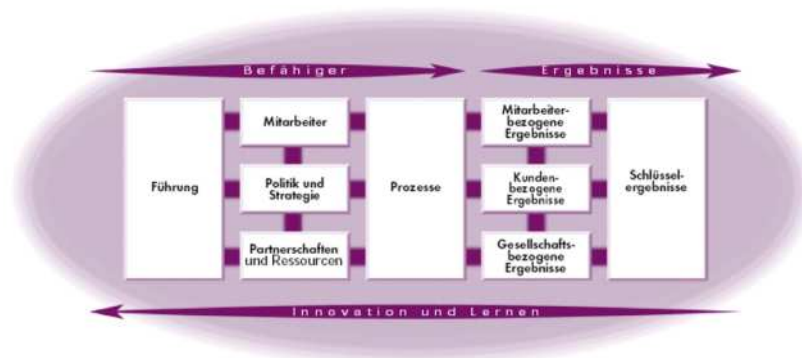 Befähiger
Ergebnisse
Führung
Mitarbeiter
Politik und
Strategie
Partnerschaften
und Ressourcen
Prozesse
Mitarbeiter-
bezogene
Ergebnisse
Kunden-
bezogene
Ergebnisse
Gesellschafts-
bezogene
Ergebnisse
Schlüssel-
ergebnisse
Innovation und Lernen